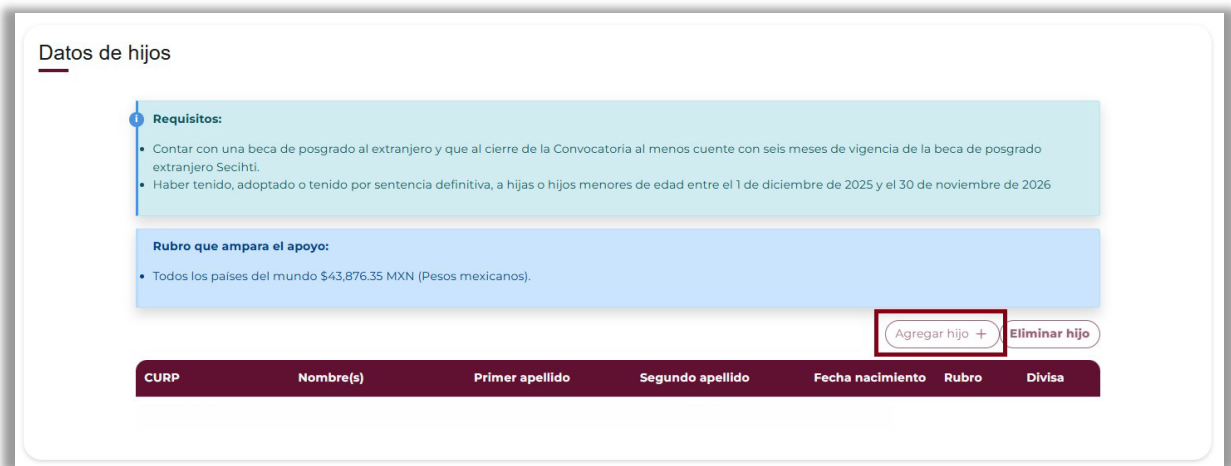 Datos de hijos
i
Requisitos:
• Contar con una beca de posgrado al extranjero y que al cierre de la Convocatoria al menos cuente con seis meses de vigencia de la beca de posgrado
extranjero Secihti.
• Haber tenido, adoptado o tenido por sentencia definitiva, a hijas o hijos menores de edad entre el 1 de diciembre de 2025 y el 30 de noviembre de 2026
Rubro que ampara el apoyo:
• Todos los países del mundo $43,876.35 MXN (Pesos mexicanos).
Agregar hijo + Eliminar hijo
CURP Nombre(s) Primer apellido Segundo apellido Fecha nacimiento Rubro Divisa